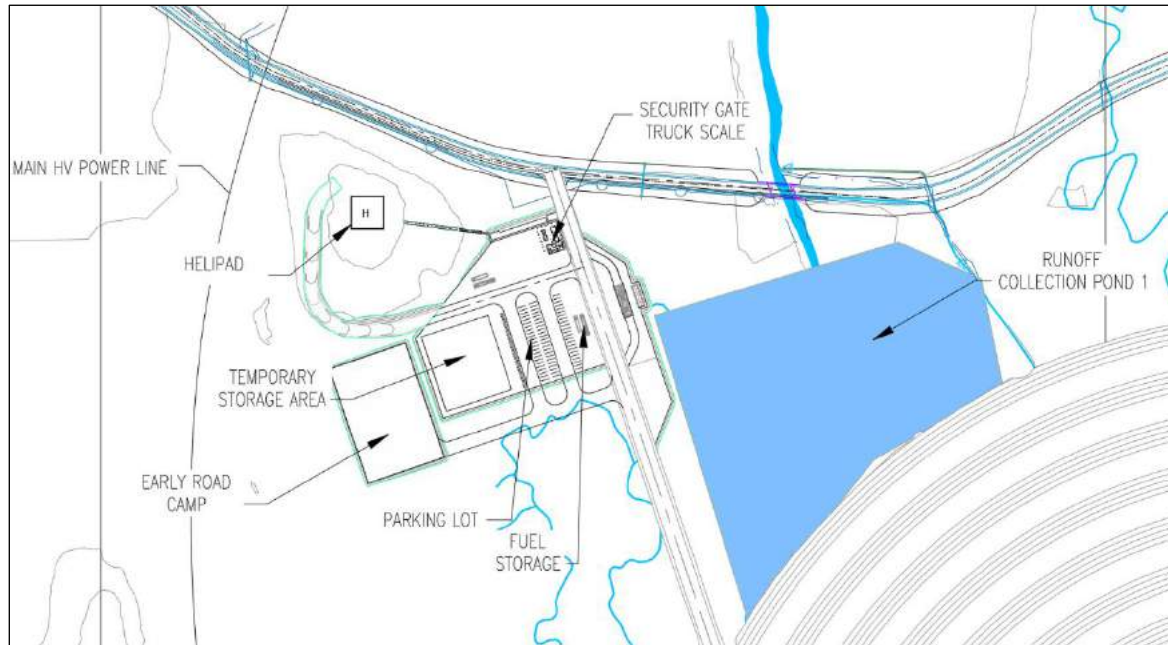 SECURITY GATE
TRUCK SCALE
MAIN HV POWER LINE
H
HELIPAD
RUNOFF
COLLECTION POND 1
TEMPORARY
STORAGE AREA
EARLY ROAD
CAMP
PARKING LOT
FUEL
STORAGE